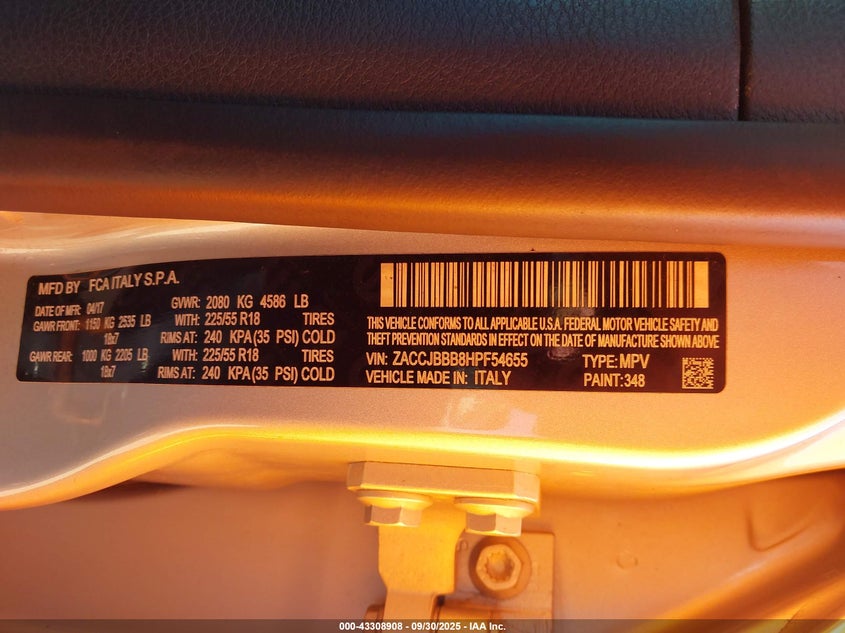 MFD BY FCA ITALY S.P.A.
DATE OF MFR: 04/17 GVWR: 2080 KG 4586 LB
GAWR FRONT: 1150 KG 2535 LB WITH: 225/55 R18 TIRES
18x7 RIMS AT: 240 KPA(35 PSI) COLD
GAWR REAR: 1000 KG 2205 LB WITH: 225/55 R18 TIRES
18x7 RIMS AT: 240 KPA(35 PSI) COLD
THIS VEHICLE CONFORMS TO ALL APPLICABLE U.S.A. FEDERAL MOTOR VEHICLE SAFETY AND
THEFT PREVENTION STANDARDS IN EFFECT ON THE DATE OF MANUFACTURE SHOWN ABOVE
VIN: ZACCJBBB8HPF54655 TYPE: MPV
VEHICLE MADE IN: ITALY PAINT: 348
000-43308908 - 09/30/2025 - IAA Inc.